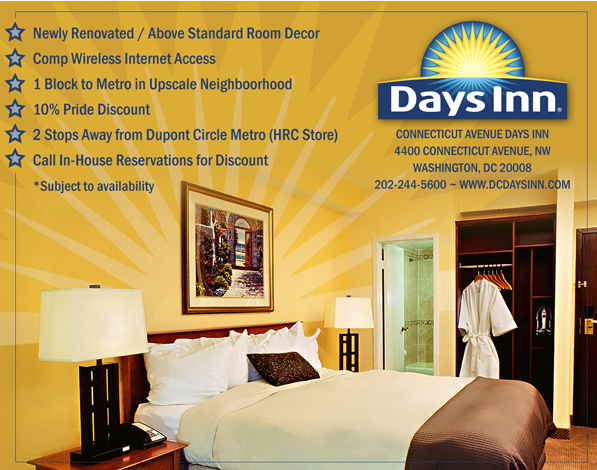 Newly Renovated / Above Standard Room Decor
Comp Wireless Internet Access
1 Block to Metro in Upscale Neighboorhood
10% Pride Discount
2 Stops Away from Dupont Circle Metro (HRC Store)
Call In-House Reservations for Discount
*Subject to availability
Days Inn®
CONNECTICUT AVENUE DAYS INN
4400 CONNECTICUT AVENUE, NW
WASHINGTON, DC 20008
202-244-5600 ~ WWW.DCDAYSINN.COM